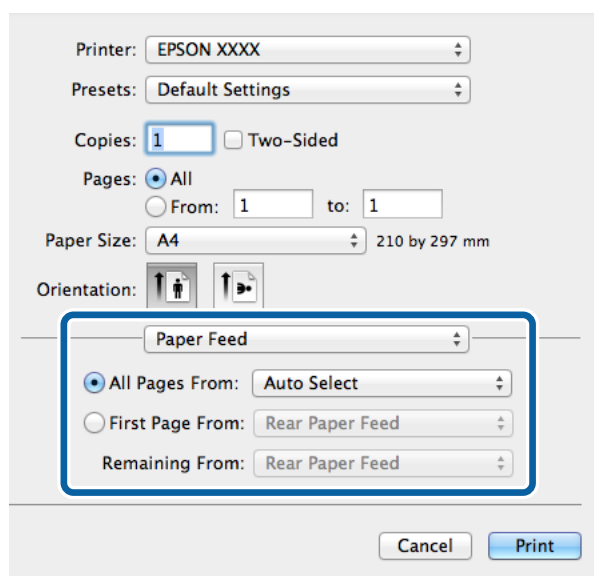 Printer: EPSON XXXX
Presets: Default Settings
Copies: 1 Two-Sided
Pages: All
From: 1 to: 1
Paper Size: A4 210 by 297 mm
Orientation:
Paper Feed
All Pages From: Auto Select
First Page From: Rear Paper Feed
Remaining From: Rear Paper Feed
Cancel Print